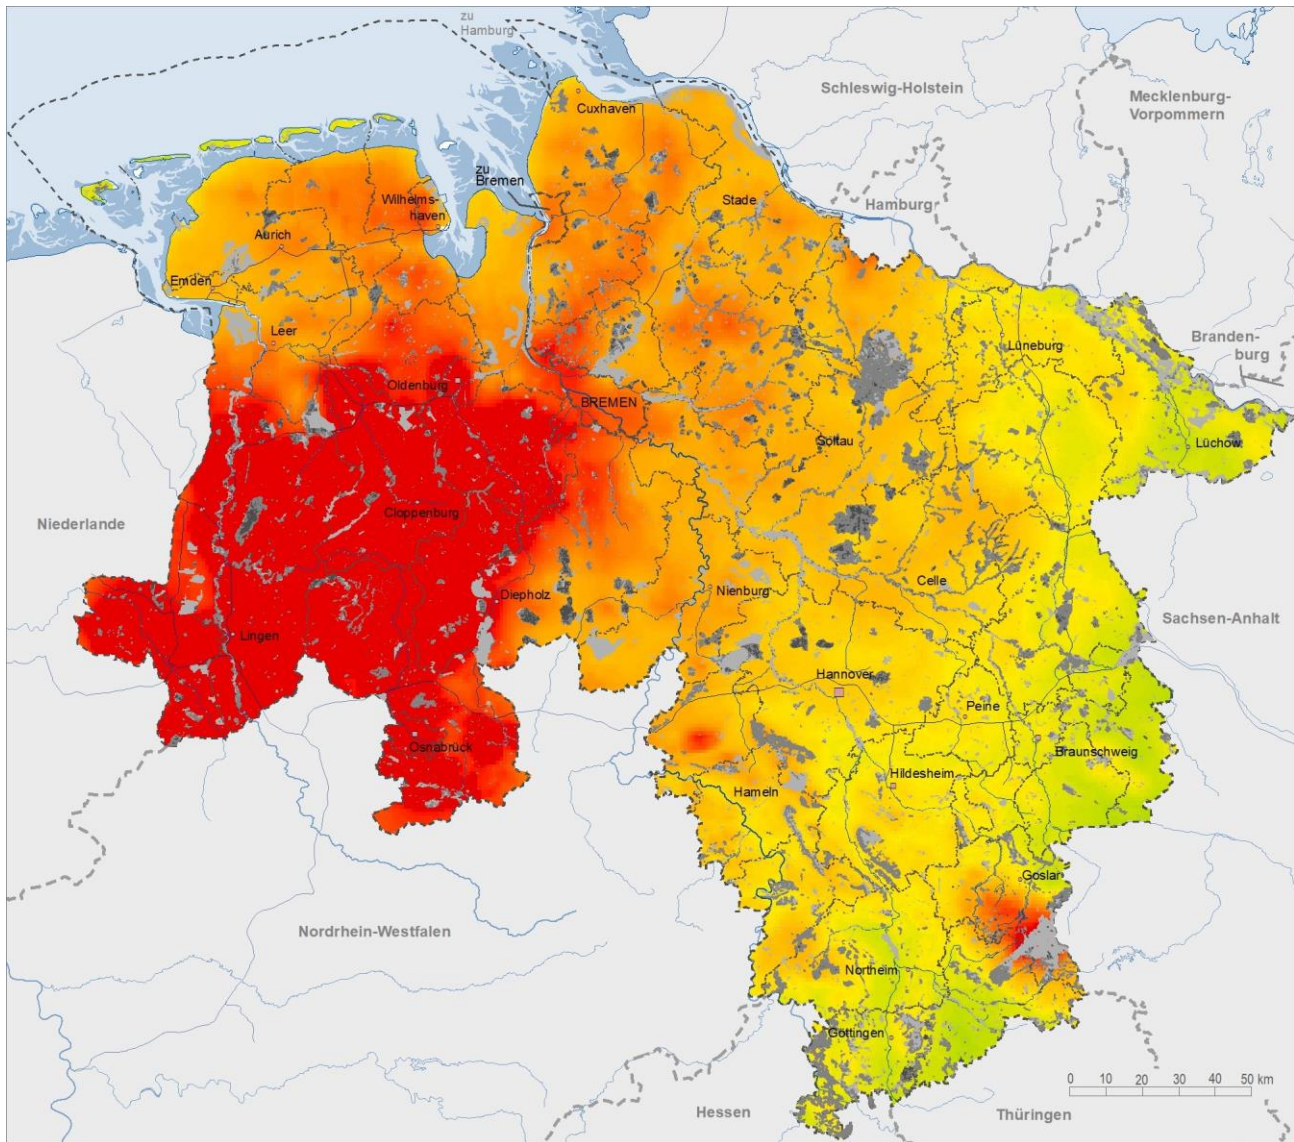 zu
Hamburg
Schleswig-Holstein
Mecklenburg-
Vorpommern
Cuxhaven
zu
Bremen
Wilhelms-
haven
Stade
Hamburg
Aurich
Emden
Leer
Lüneburg
Branden-
burg
Oldenburg
BREMEN
Soltau
Lüchow
Niederlande
Cloppenburg
Celle
Diepholz
Nienburg
Sachsen-Anhalt
Lingen
Hannover
Peine
Osnabrück
Braunschweig
Hildesheim
Hameln
Goslar
Nordrhein-Westfalen
Northeim
Göttingen
0 10 20 30 40 50 km
Hessen
Thüringen